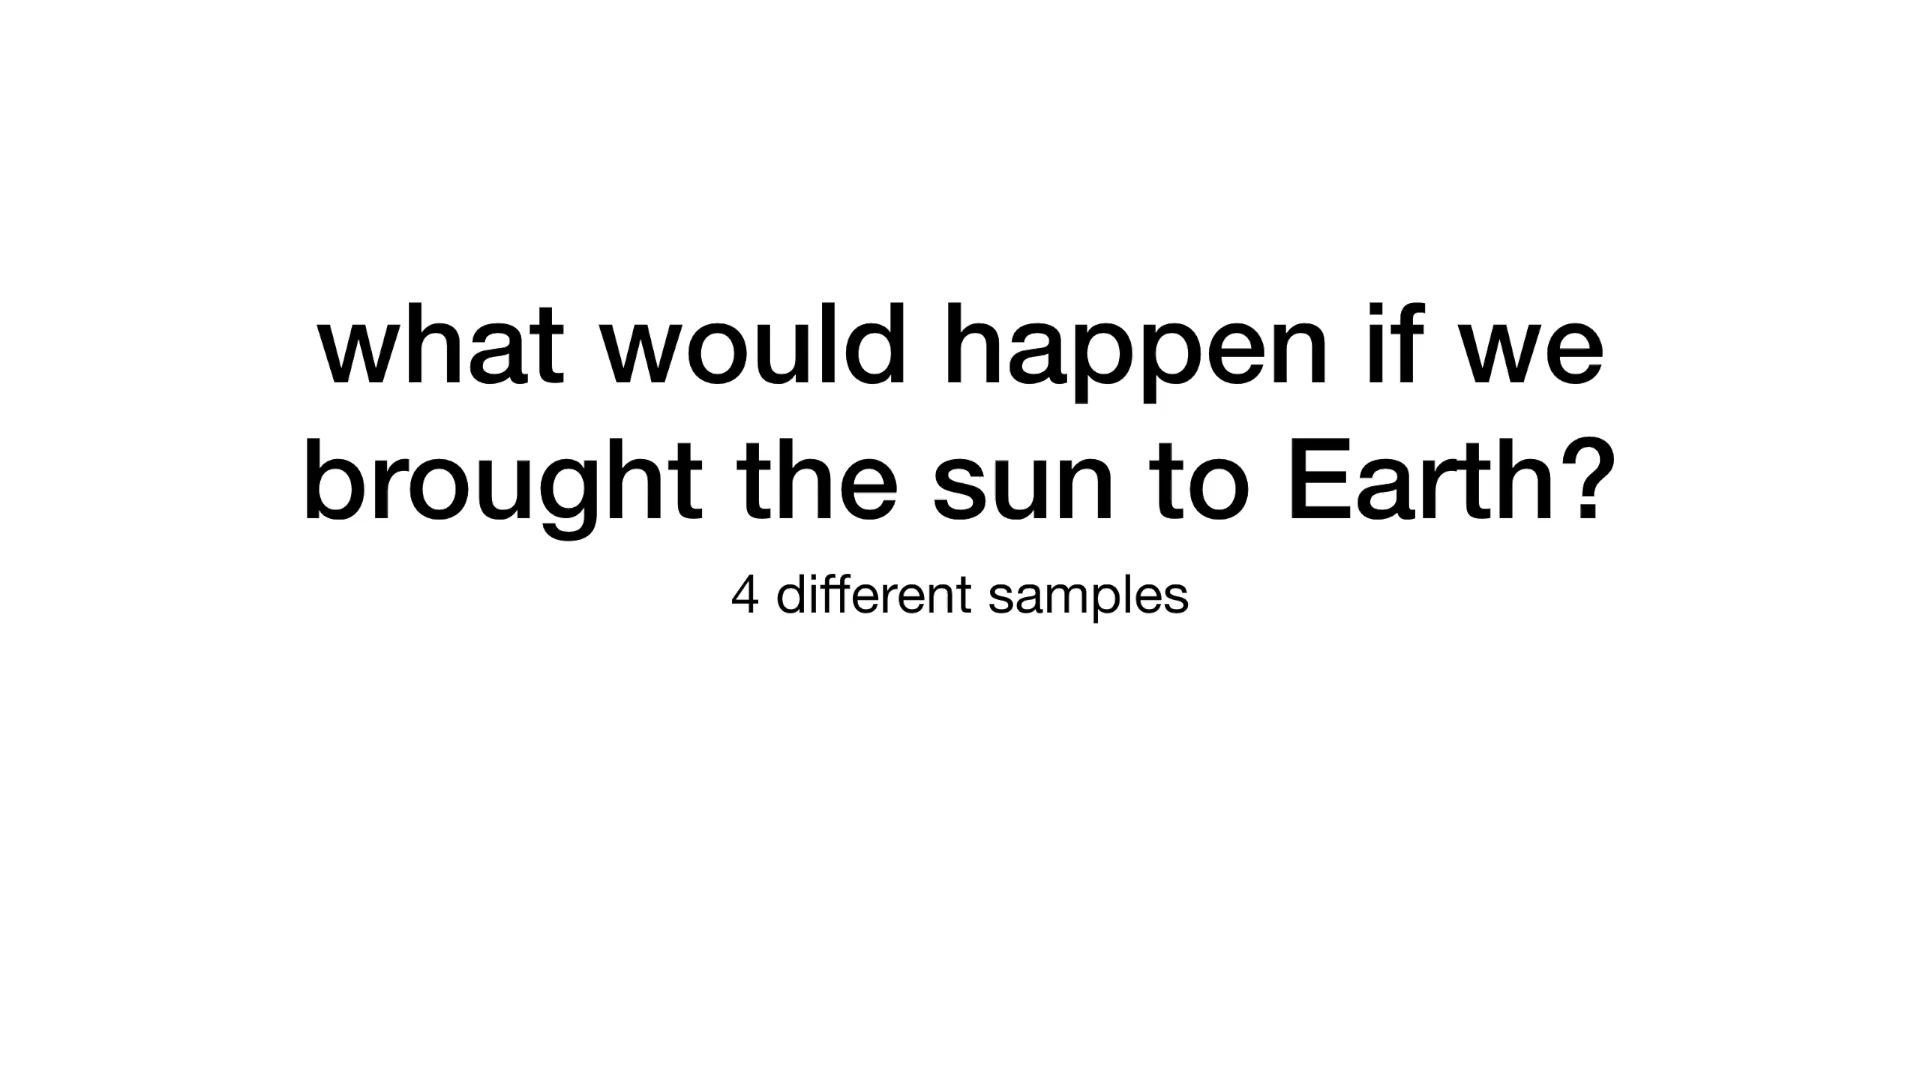 what would happen if we
brought the sun to Earth?
4 different samples